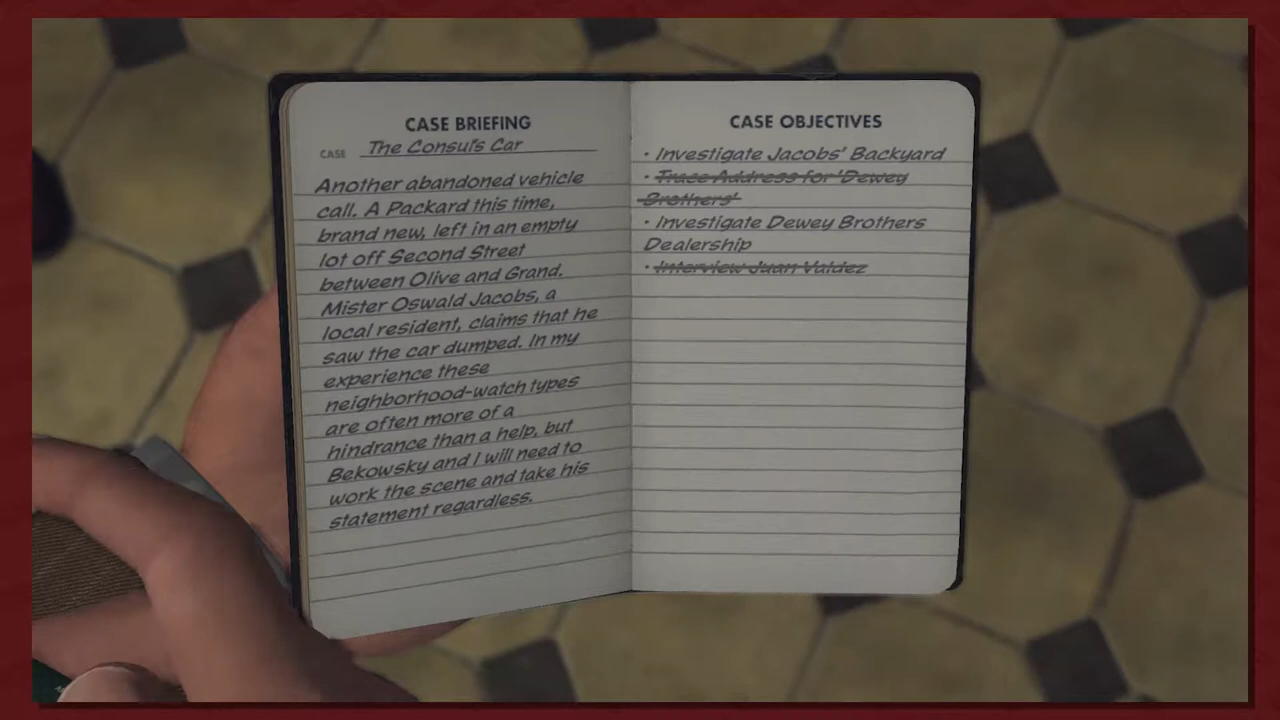 CASE BRIEFING
CASE The Consul's Car
Another abandoned vehicle
call. A Packard this time,
brand new, left in an empty
lot off Second Street
between Olive and Grand.
Mister Oswald Jacobs, a
local resident, claims that he
saw the car dumped. In my
experience these
neighborhood-watch types
are often more of a
hindrance than a help, but
Bekowsky and I will need to
work the scene and take his
statement regardless.
CASE OBJECTIVES
• Investigate Jacobs' Backyard
• Trace Address for 'Dewey
Brothers'
• Investigate Dewey Brothers
Dealership
• Interview Juan Valdez